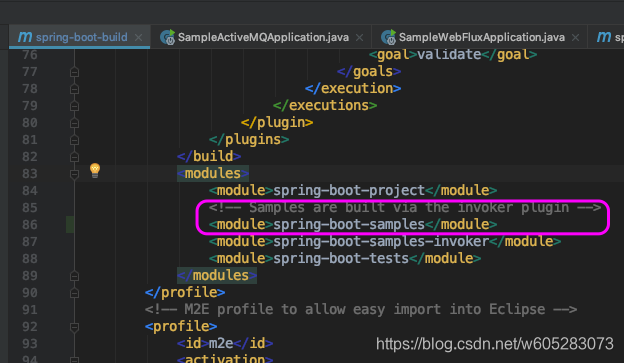 spring-boot-build × SampleActiveMQApplication.java × SampleWebFluxApplication.java × sp
76 <goal>validate</goal>
77 </goals>
78 </execution>
79 </executions>
80 </plugin>
81 </plugins>
82 </build>
83 <modules>
84 <module>spring-boot-project</module>
85 <!-- Samples are built via the invoker plugin -->
86 <module>spring-boot-samples</module>
87 <module>spring-boot-samples-invoker</module>
88 <module>spring-boot-tests</module>
89 </modules>
90 </profile>
91 <!-- M2E profile to allow easy import into Eclipse -->
92 <profile>
93 <id>m2e</id>
94 <activation>
https://blog.csdn.net/w605283073